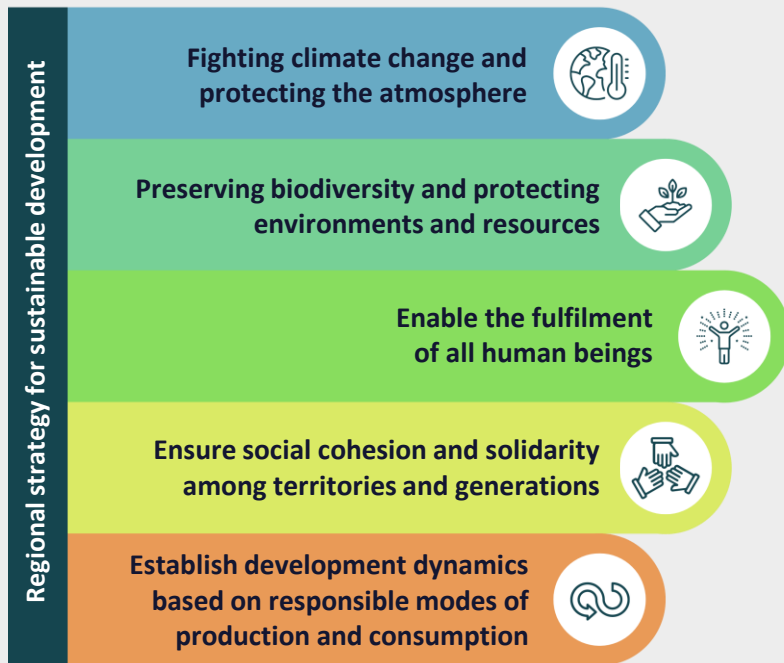 Regional strategy for sustainable development
Fighting climate change and
protecting the atmosphere
Preserving biodiversity and protecting
environments and resources
Enable the fulfilment
of all human beings
Ensure social cohesion and solidarity
among territories and generations
Establish development dynamics
based on responsible modes of
production and consumption